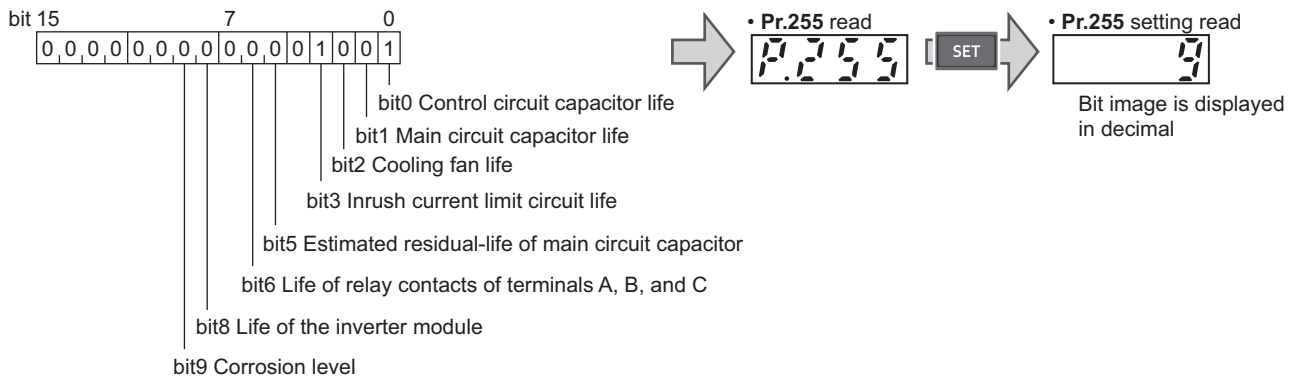 bit 15 7 0
0 0 0 0 0 0 0 0 0 0 0 0 1 0 0 1
bit0 Control circuit capacitor life
bit1 Main circuit capacitor life
bit2 Cooling fan life
bit3 Inrush current limit circuit life
bit5 Estimated residual-life of main circuit capacitor
bit6 Life of relay contacts of terminals A, B, and C
bit8 Life of the inverter module
bit9 Corrosion level
• Pr.255 read
P.255
SET
• Pr.255 setting read
9
Bit image is displayed
in decimal